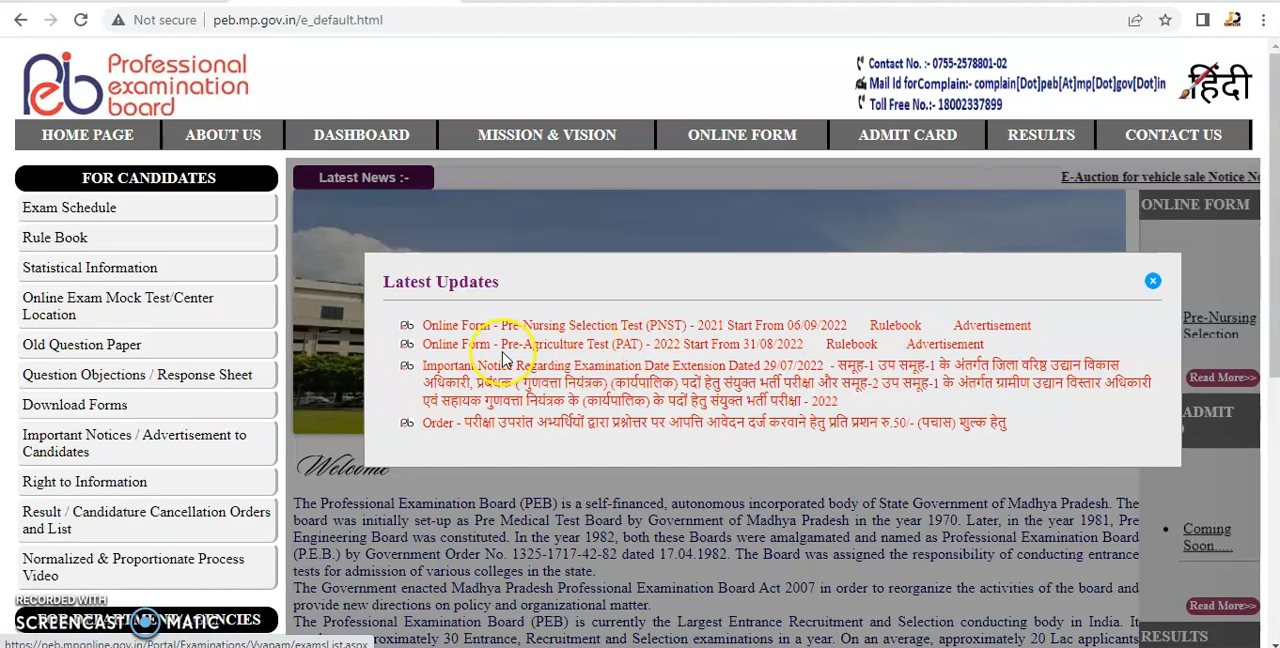 Not secure
peb.mp.gov.in/e_default.html
Professional
examination
board
Contact No. :- 0755-2578801-02
Mail Id forComplain:- complain[Dot]peb[At]mp[Dot]gov[Dot]in
Toll Free No.:- 18002337899
हिंदी
HOME PAGE
ABOUT US
DASHBOARD
MISSION & VISION
ONLINE FORM
ADMIT CARD
RESULTS
CONTACT US
FOR CANDIDATES
Exam Schedule
Rule Book
Statistical Information
Online Exam Mock Test/Center
Location
Old Question Paper
Question Objections / Response Sheet
Download Forms
Important Notices / Advertisement to
Candidates
Right to Information
Result / Candidature Cancellation Orders
and List
Normalized & Proportionate Process
Video
Latest News :-
E-Auction for vehicle sale Notice No
ONLINE FORM
Latest Updates
Online Form - Pre-Nursing Selection Test (PNST) - 2021 Start From 06/09/2022 Rulebook Advertisement
Online Form - Pre-Agriculture Test (PAT) - 2022 Start From 31/08/2022 Rulebook Advertisement
Important Notice Regarding Examination Date Extension Dated 29/07/2022 - समूह-1 उप समूह-1 के अंतर्गत जिला वरिष्ठ उद्यान विकास
अधिकारी, प्रबंधक (गुणवत्ता नियंत्रक) (कार्यपालिक) पदों हेतु संयुक्त भर्ती परीक्षा और समूह-2 उप समूह-1 के अंतर्गत ग्रामीण उद्यान विस्तार अधिकारी
एवं सहायक गुणवत्ता नियंत्रक के (कार्यपालिक) के पदों हेतु संयुक्त भर्ती परीक्षा - 2022
Order - परीक्षा उपरांत अभ्यर्थियों द्वारा प्रश्नोत्तर पर आपत्ति आवेदन दर्ज करवाने हेतु प्रति प्रशन रु.50/- (पचास) शुल्क हेतु
Pre-Nursing
Selection
Read More>>
ADMIT
Coming
Soon.....
Read More>>
RESULTS
Welcome
The Professional Examination Board (PEB) is a self-financed, autonomous incorporated body of State Government of Madhya Pradesh. The
board was initially set-up as Pre Medical Test Board by Government of Madhya Pradesh in the year 1970. Later, in the year 1981, Pre
Engineering Board was constituted. In the year 1982, both these Boards were amalgamated and named as Professional Examination Board
(P.E.B.) by Government Order No. 1325-1717-42-82 dated 17.04.1982. The Board was assigned the responsibility of conducting entrance
tests for admission of various colleges in the state.
The Government enacted Madhya Pradesh Professional Examination Board Act 2007 in order to reorganize the activities of the board and
provide new directions on policy and organizational matter.
The Professional Examination Board (PEB) is currently the Largest Entrance Recruitment and Selection conducting body in India. It
approximately 30 Entrance, Recruitment and Selection examinations in a year. On an average, approximately 20 Lac applicants
RECORDED WITH
SCREENCAST MATIC
https://peb.mponline.gov.in/Portal/Examinations/Vyapam/examsList.aspx